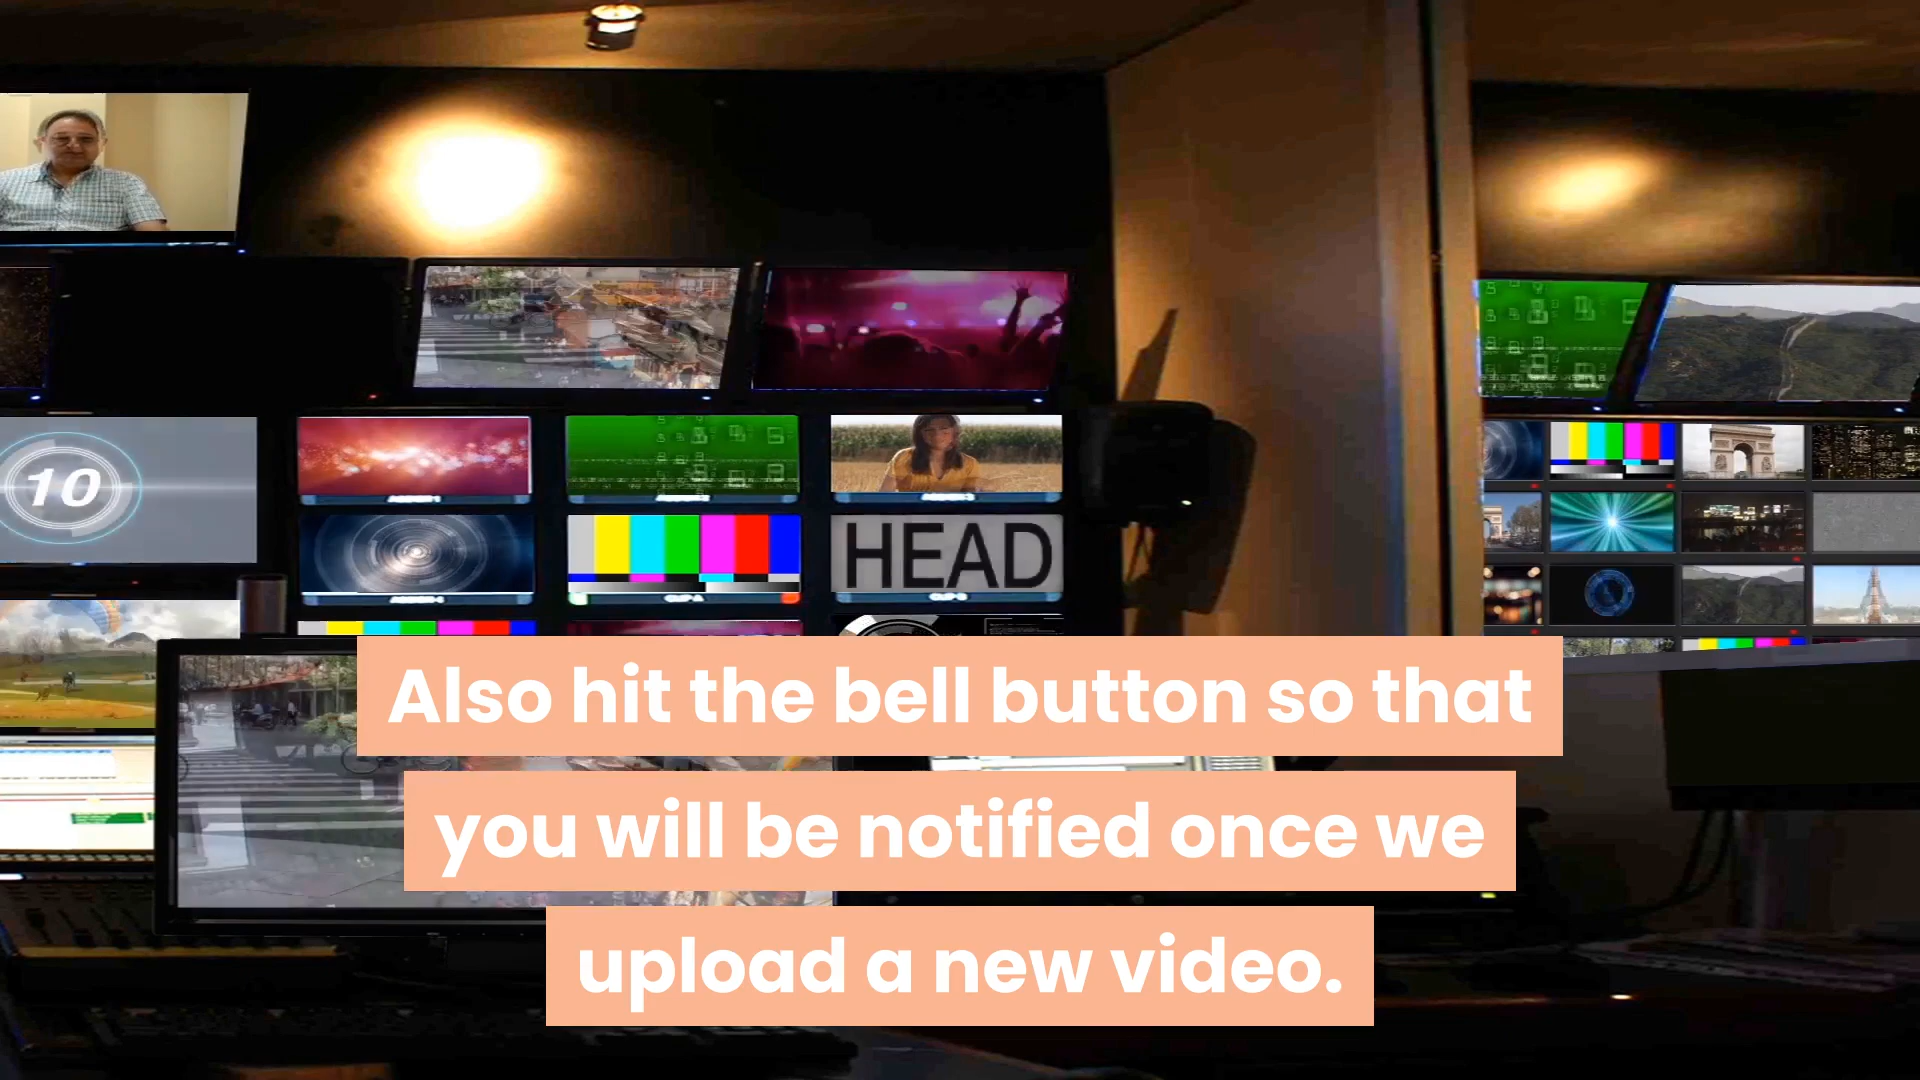 10
HEAD
Also hit the bell button so that
you will be notified once we
upload a new video.